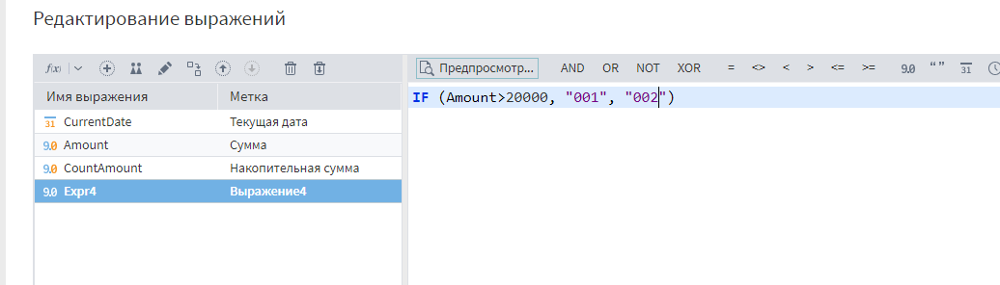 Редактирование выражений
f(x) Предпросмотр... AND OR NOT XOR = <> < > <= >= 9.0 “ ” 31
Имя выражения Метка
IF (Amount>20000, "001", "002")
31 CurrentDate Текущая дата
9.0 Amount Сумма
9.0 CountAmount Накопительная сумма
9.0 Expr4 Выражение4